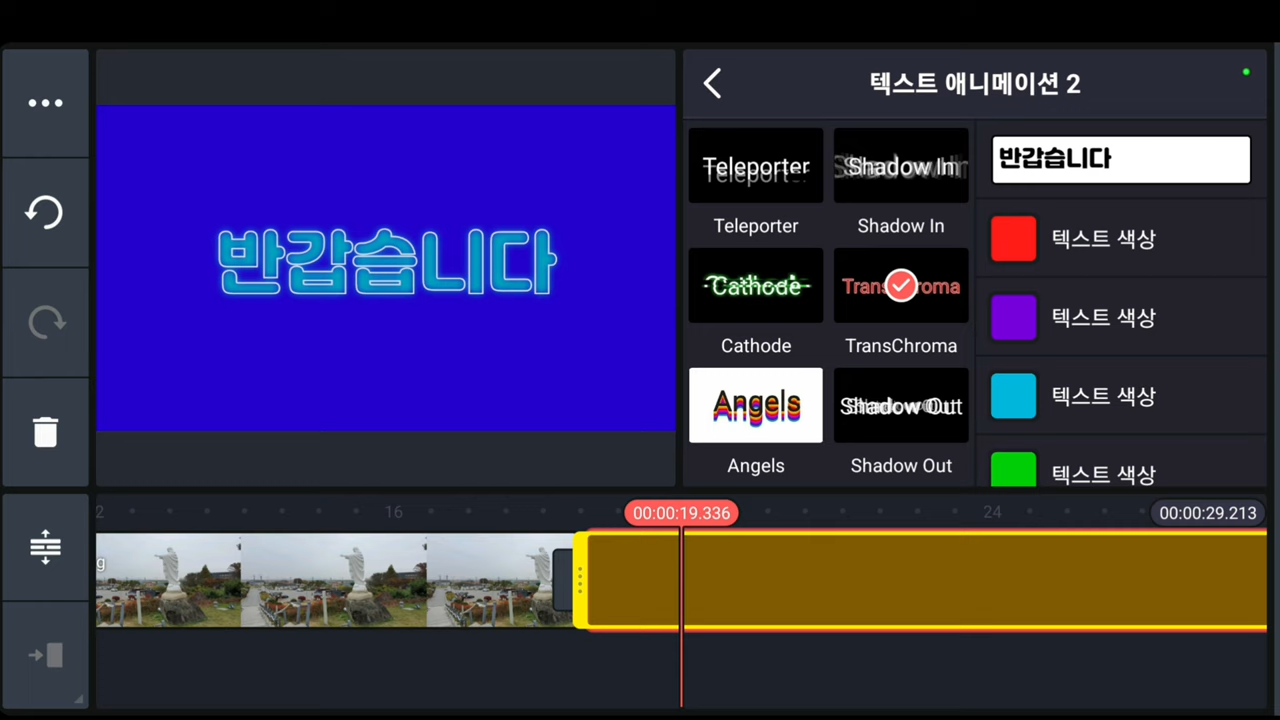 텍스트 애니메이션 2
반갑습니다
Teleporter
Teleporter
Shadow In
Shadow In
반갑습니다
텍스트 색상
Cathode
Cathode
TransChroma
TransChroma
텍스트 색상
Angels
Angels
Shadow Out
Shadow Out
텍스트 색상
텍스트 색상
2
16
00:00:19.336
24
00:00:29.213
g